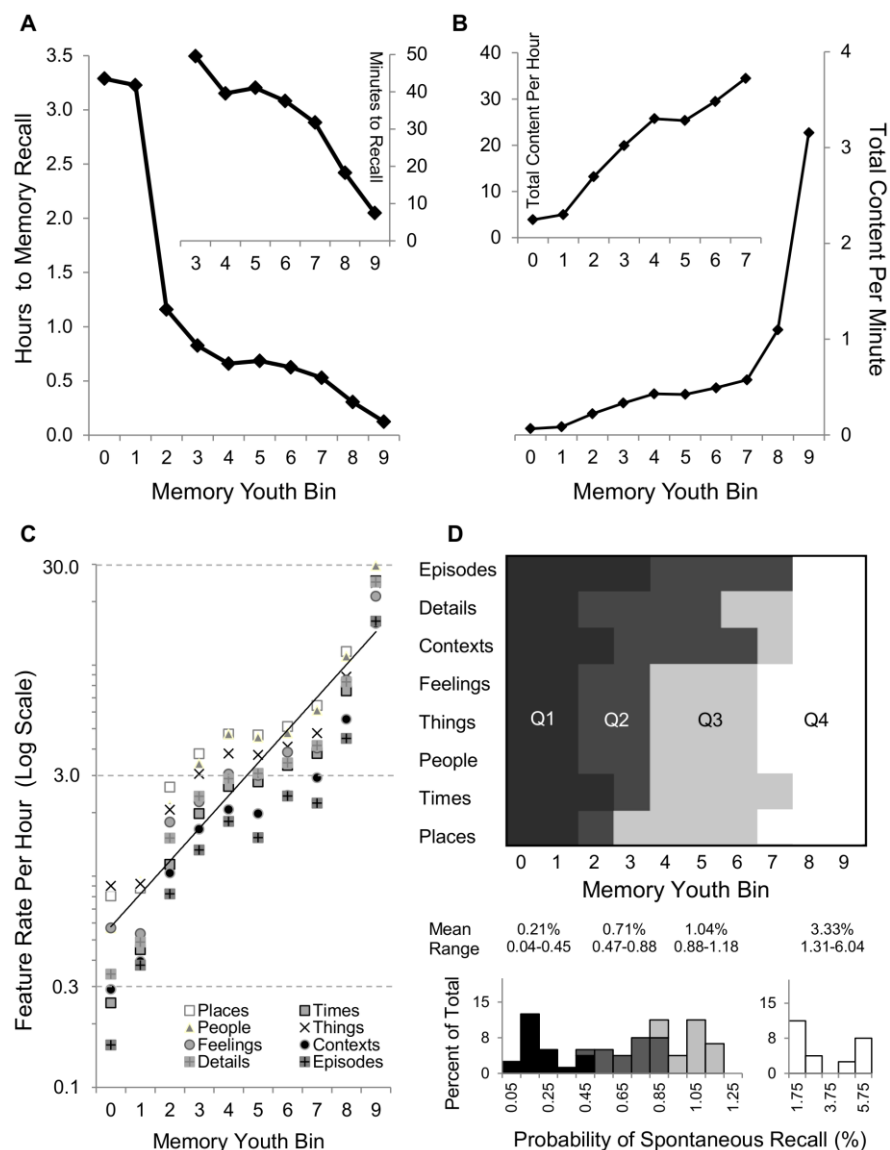 A
B
Hours to Memory Recall
3.5
3.0
2.5
2.0
1.5
1.0
0.5
0.0
0 1 2 3 4 5 6 7 8 9
Memory Youth Bin
Minutes to Recall
50
40
30
20
10
0
3 4 5 6 7 8 9
Total Content Per Hour
40
30
20
10
0
0 1 2 3 4 5 6 7
Total Content Per Minute
4
3
2
1
0
0 1 2 3 4 5 6 7 8 9
Memory Youth Bin
C
Feature Rate Per Hour (Log Scale)
30.0
3.0
0.3
0.1
Places Times
People Things
Feelings Contexts
Details Episodes
0 1 2 3 4 5 6 7 8 9
Memory Youth Bin
D
Episodes
Details
Contexts
Feelings
Things
People
Times
Places
Q1 Q2 Q3 Q4
0 1 2 3 4 5 6 7 8 9
Memory Youth Bin
Mean 0.21% 0.71% 1.04% 3.33%
Range 0.04-0.45 0.47-0.88 0.88-1.18 1.31-6.04
Percent of Total
15
8
0
0.05 0.25 0.45 0.65 0.85 1.05 1.25
15
8
0
1.75 3.75 5.75
Probability of Spontaneous Recall (%)